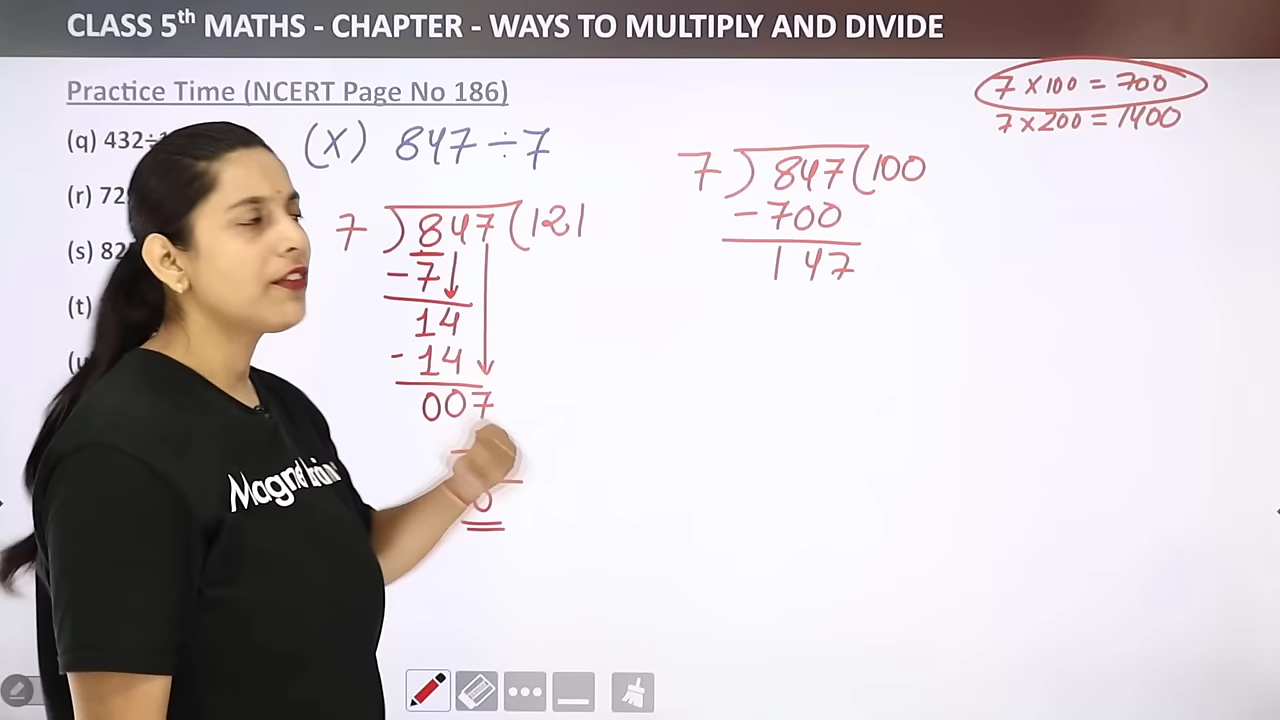 CLASS 5th MATHS - CHAPTER - WAYS TO MULTIPLY AND DIVIDE
Practice Time (NCERT Page No 186)
7 × 100 = 700
7 × 200 = 1400
(q) 432÷
(r) 72
(s) 82
(t)
(x) 847 ÷ 7
7 ) 847 ( 121
- 7
14
- 14
007
0
7 ) 847 ( 100
- 700
147
Magnet Brains